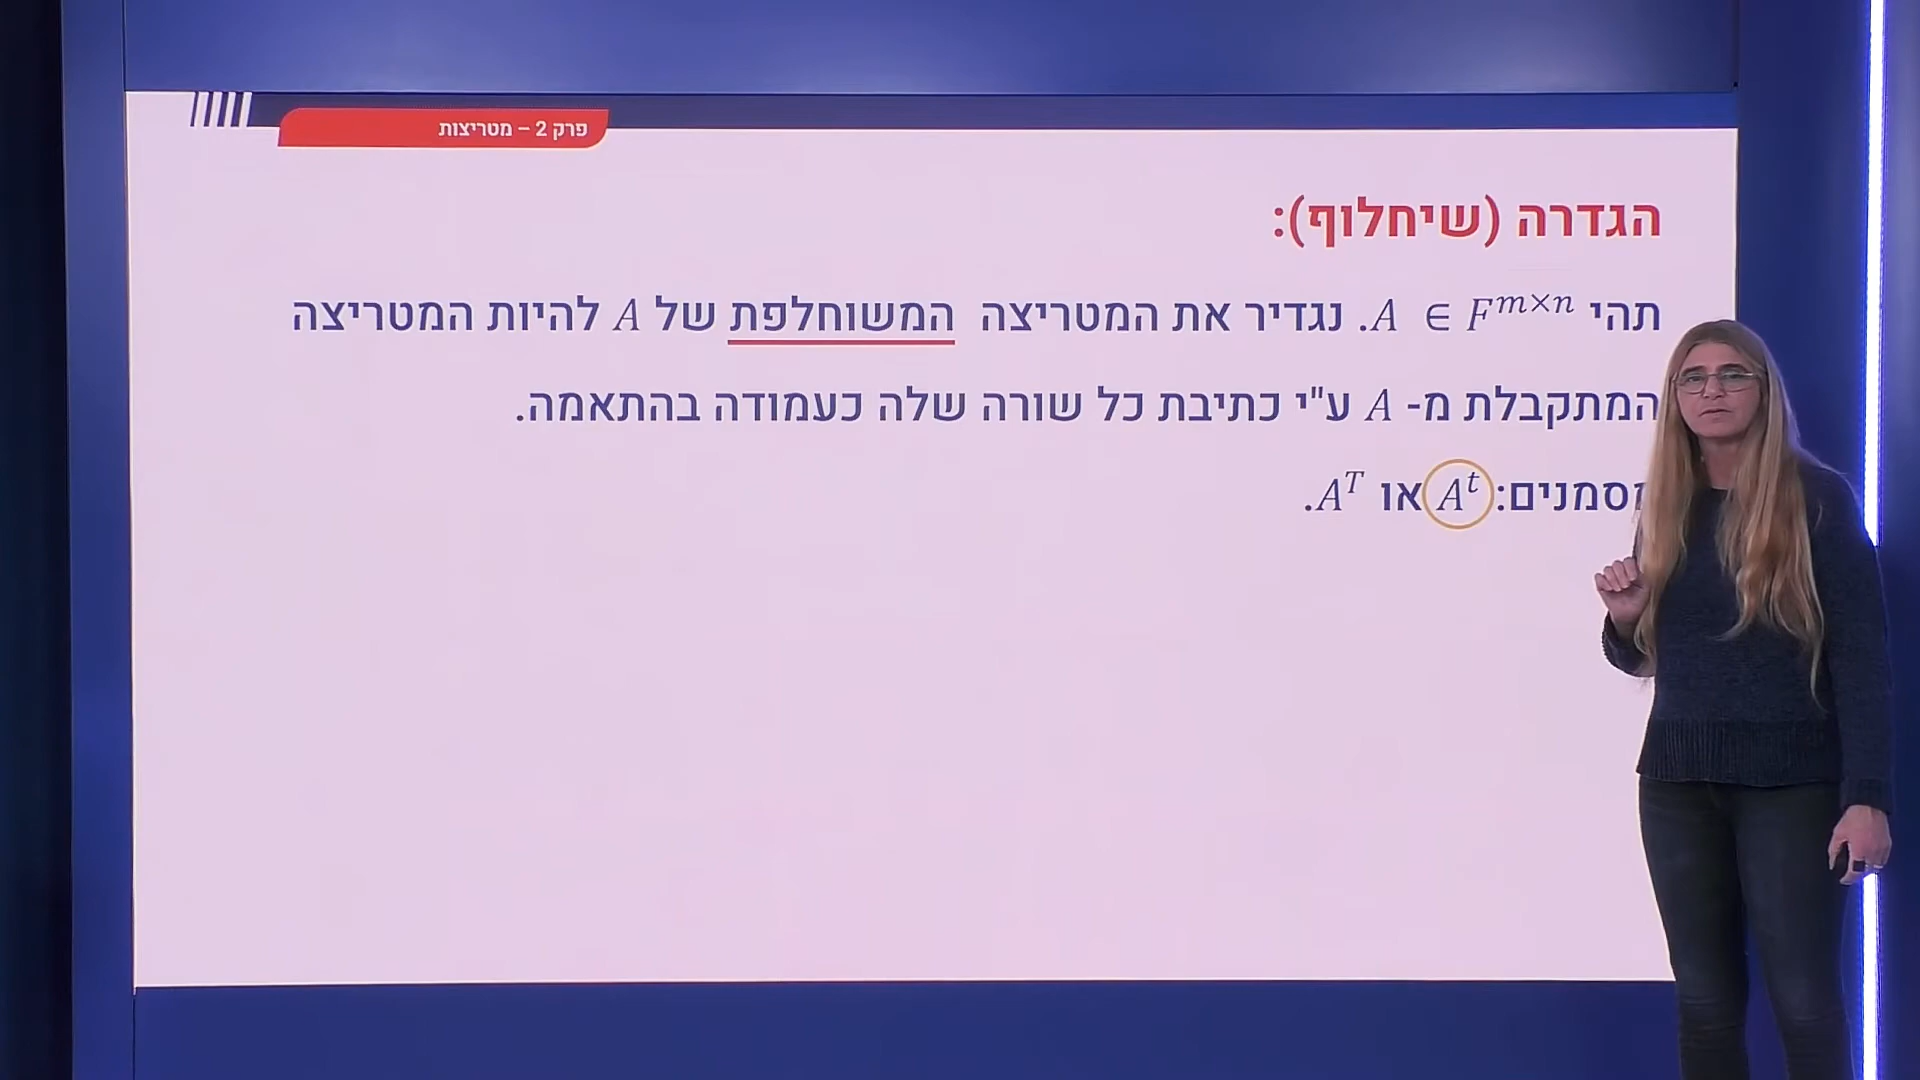 פרק 2 – מטריצות
הגדרה (שיחלוף):
תהי A ∈ F^{m×n}. נגדיר את המטריצה המשוחלפת של A להיות המטריצה
המתקבלת מ- A ע"י כתיבת כל שורה שלה כעמודה בהתאמה.
מסמנים: A^t או A^T.